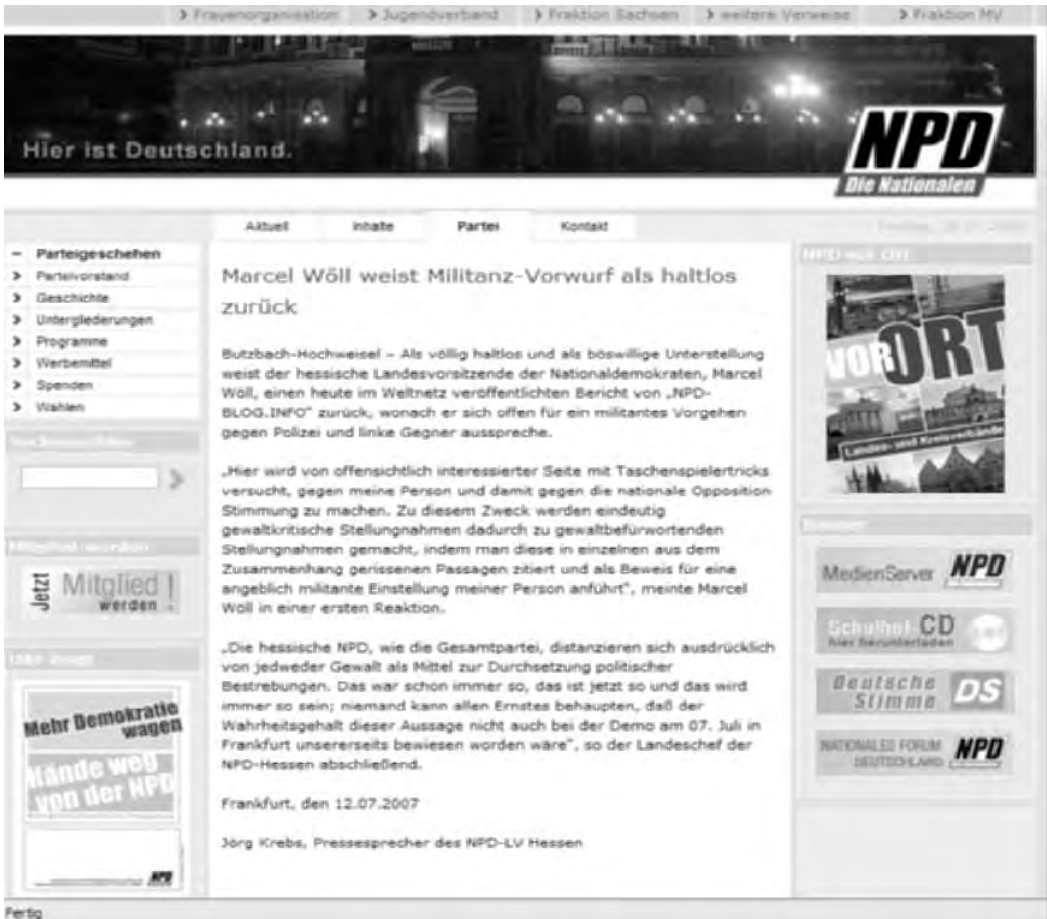 Frauenorganisation Jugendverband Fraktion Sachsen weitere Verweise Fraktion MV
Hier ist Deutschland.
NPD
Die Nationalen
Aktuell Inhalte Partei Kontakt
– Parteigeschehen
Parteivorstand
Geschichte
Untergliederungen
Programme
Werbemittel
Spenden
Wahlen
Jetzt Mitglied !
werden
Mehr Demokratie
wagen
Hände weg
von der NPD
NPD
Marcel Wöll weist Militanz-Vorwurf als haltlos
zurück
Butzbach-Hochweisel – Als völlig haltlos und als böswillige Unterstellung
weist der hessische Landesvorsitzende der Nationaldemokraten, Marcel
Wöll, einen heute im Weltnetz veröffentlichten Bericht von „NPD-
BLOG.INFO" zurück, wonach er sich offen für ein militantes Vorgehen
gegen Polizei und linke Gegner ausspreche.
„Hier wird von offensichtlich interessierter Seite mit Taschenspielertricks
versucht, gegen meine Person und damit gegen die nationale Opposition
Stimmung zu machen. Zu diesem Zweck werden eindeutig
gewaltkritische Stellungnahmen dadurch zu gewaltbefürwortenden
Stellungnahmen gemacht, indem man diese in einzelnen aus dem
Zusammenhang gerissenen Passagen zitiert und als Beweis für eine
angeblich militante Einstellung meiner Person anführt", meinte Marcel
Wöll in einer ersten Reaktion.
„Die hessische NPD, wie die Gesamtpartei, distanzieren sich ausdrücklich
von jedweder Gewalt als Mittel zur Durchsetzung politischer
Bestrebungen. Das war schon immer so, das ist jetzt so und das wird
immer so sein; niemand kann allen Ernstes behaupten, daß der
Wahrheitsgehalt dieser Aussage nicht auch bei der Demo am 07. Juli in
Frankfurt unsererseits bewiesen worden wäre", so der Landeschef der
NPD-Hessen abschließend.
Frankfurt, den 12.07.2007
Jörg Krebs, Pressesprecher des NPD-LV Hessen
NPD vor Ort
VOR ORT
Landes- und Kreisverbände
Banner
MedienServer NPD
Schulhof-CD
hier herunterladen
Deutsche
Stimme DS
NATIONALES FORUM
DEUTSCHLAND NPD
Fertig